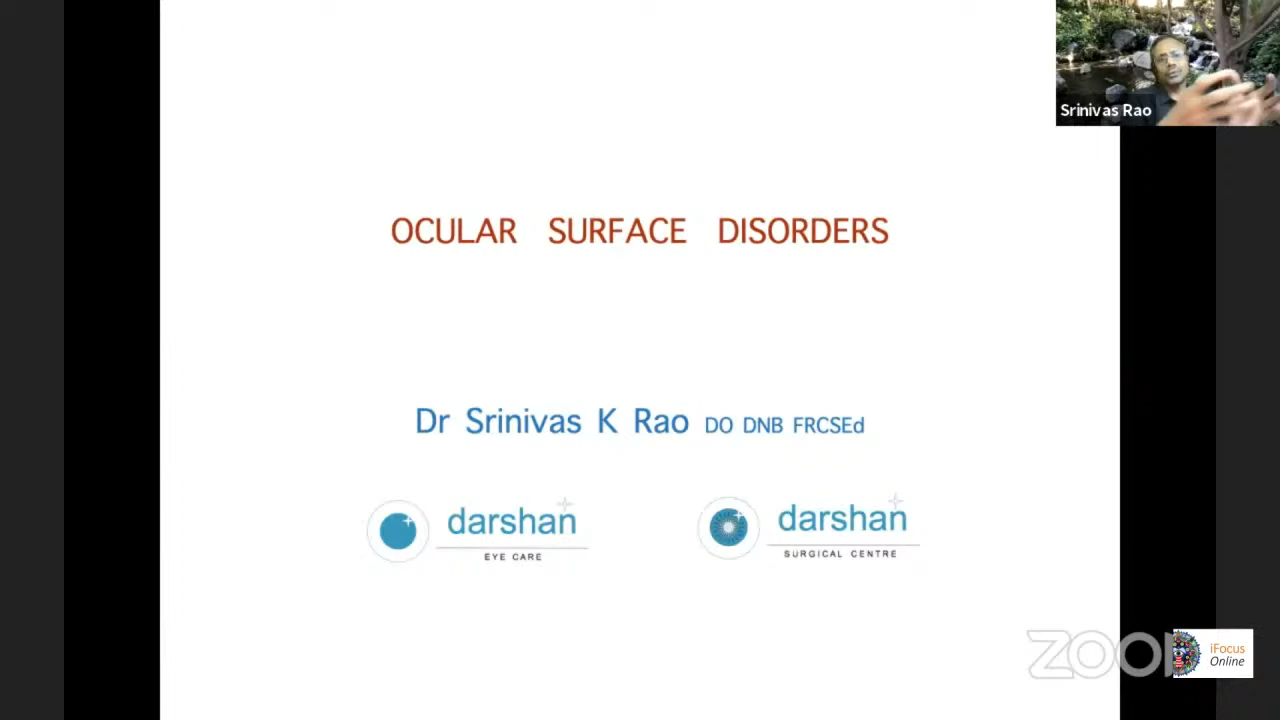 Srinivas Rao
OCULAR SURFACE DISORDERS
Dr Srinivas K Rao DO DNB FRCSEd
darshan
EYE CARE
darshan
SURGICAL CENTRE
iFocus
Online